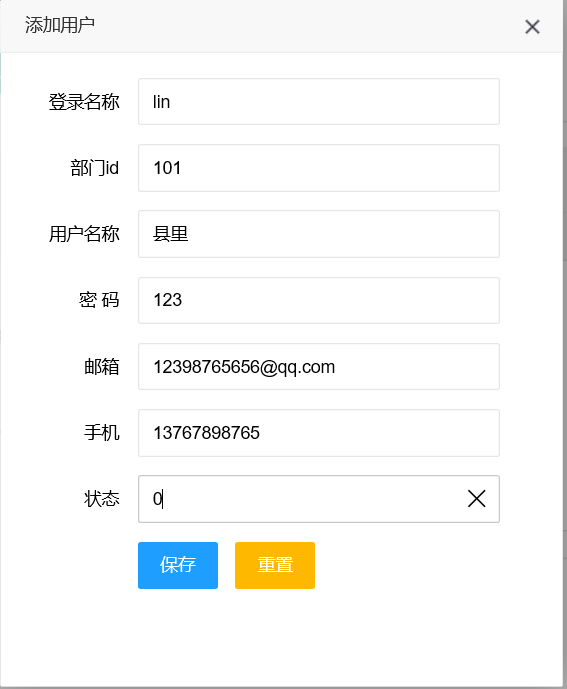 添加用户
登录名称 lin
部门id 101
用户名称 县里
密 码 123
邮箱 12398765656@qq.com
手机 13767898765
状态 0
保存 重置